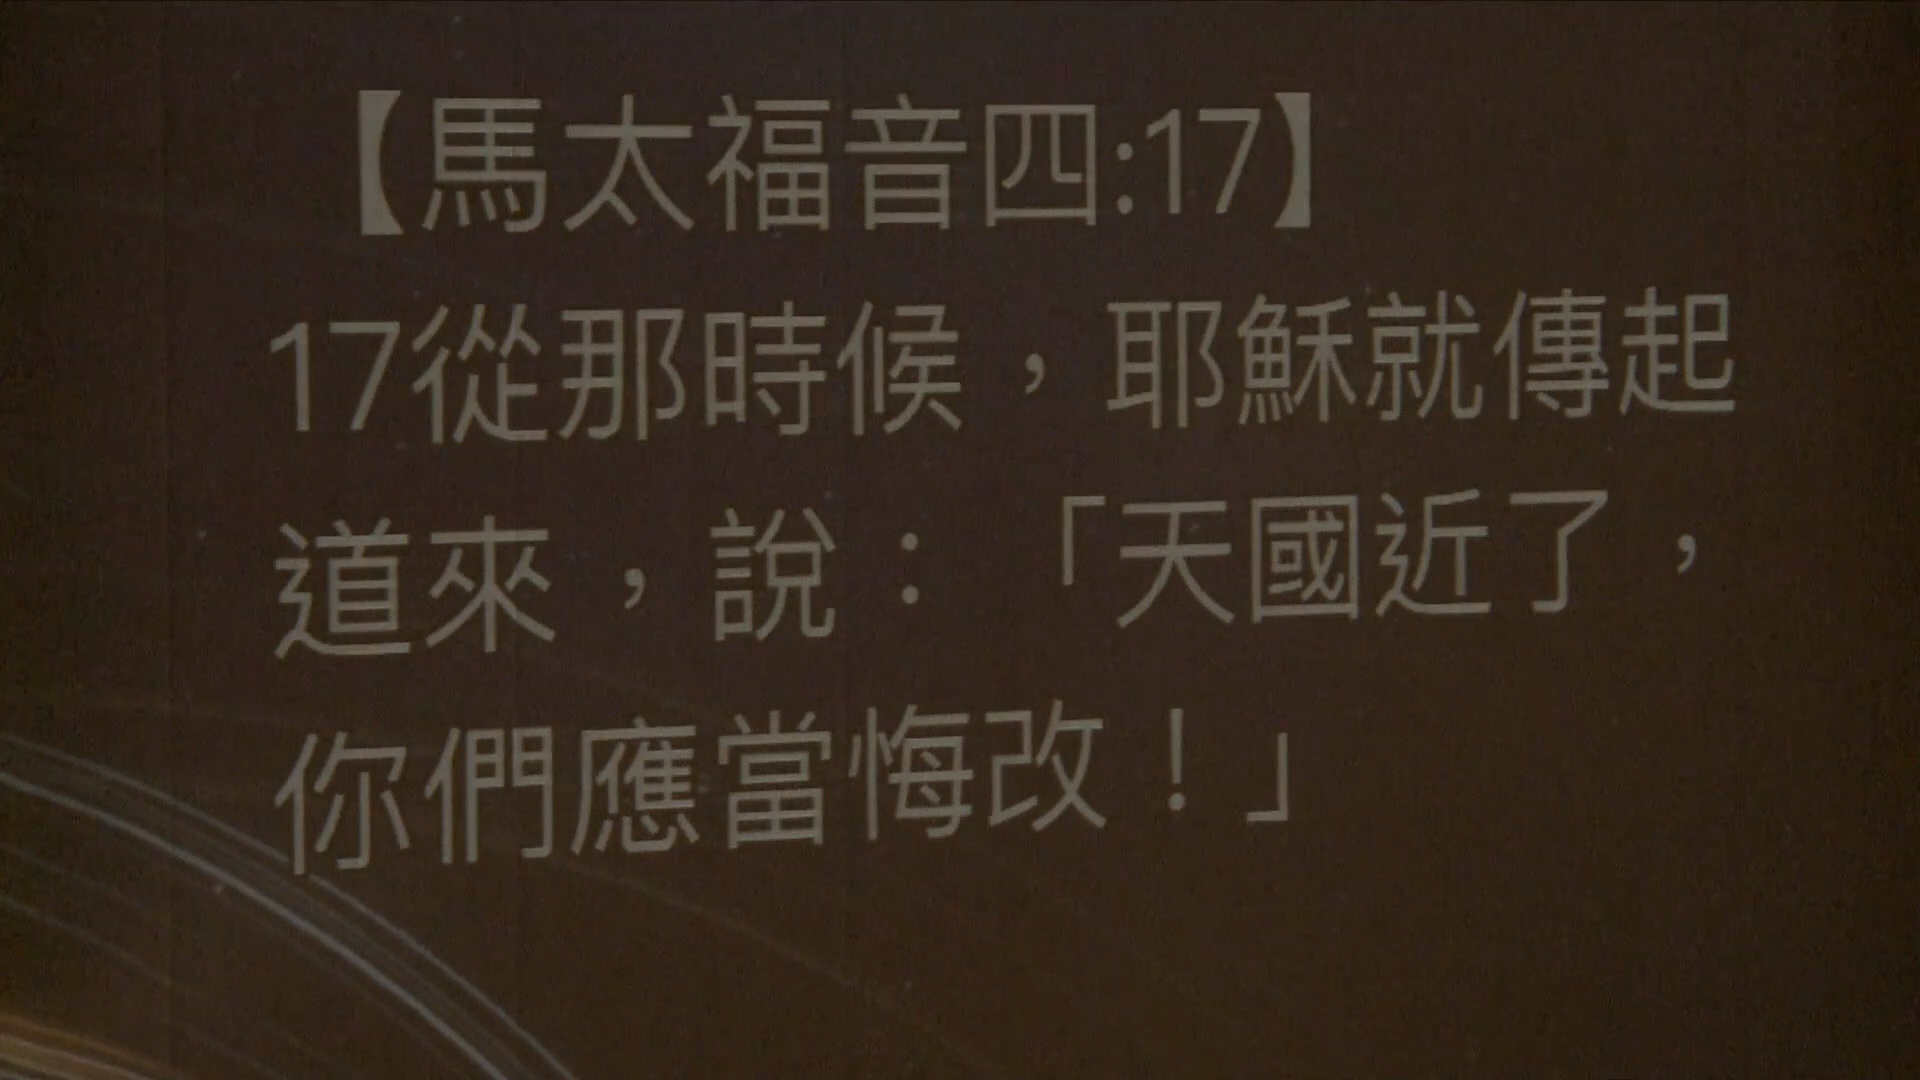 【馬太福音四:17】
17從那時候，耶穌就傳起
道來，說：「天國近了，
你們應當悔改！」